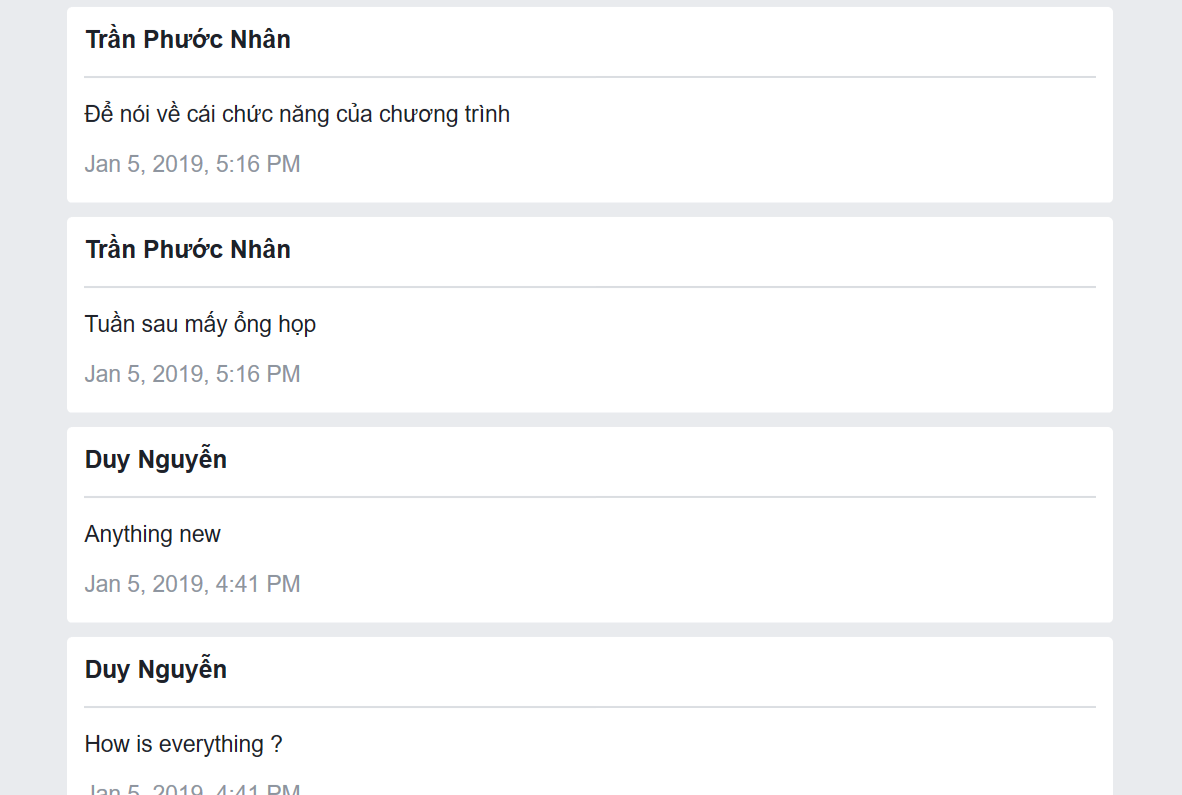 Trần Phước Nhân
Để nói về cái chức năng của chương trình
Jan 5, 2019, 5:16 PM
Trần Phước Nhân
Tuần sau mấy ổng họp
Jan 5, 2019, 5:16 PM
Duy Nguyễn
Anything new
Jan 5, 2019, 4:41 PM
Duy Nguyễn
How is everything ?
Jan 5, 2019, 4:41 PM